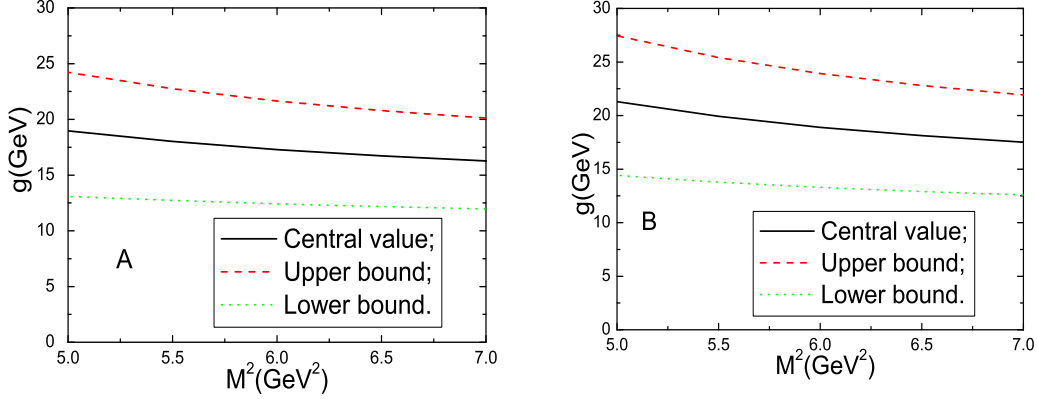 30
25
20
15
10
5
0
g(GeV)
A
Central value;
Upper bound;
Lower bound.
5.0 5.5 6.0 6.5 7.0
M²(GeV²)
30
25
20
15
10
5
0
g(GeV)
B
Central value;
Upper bound;
Lower bound.
5.0 5.5 6.0 6.5 7.0
M²(GeV²)